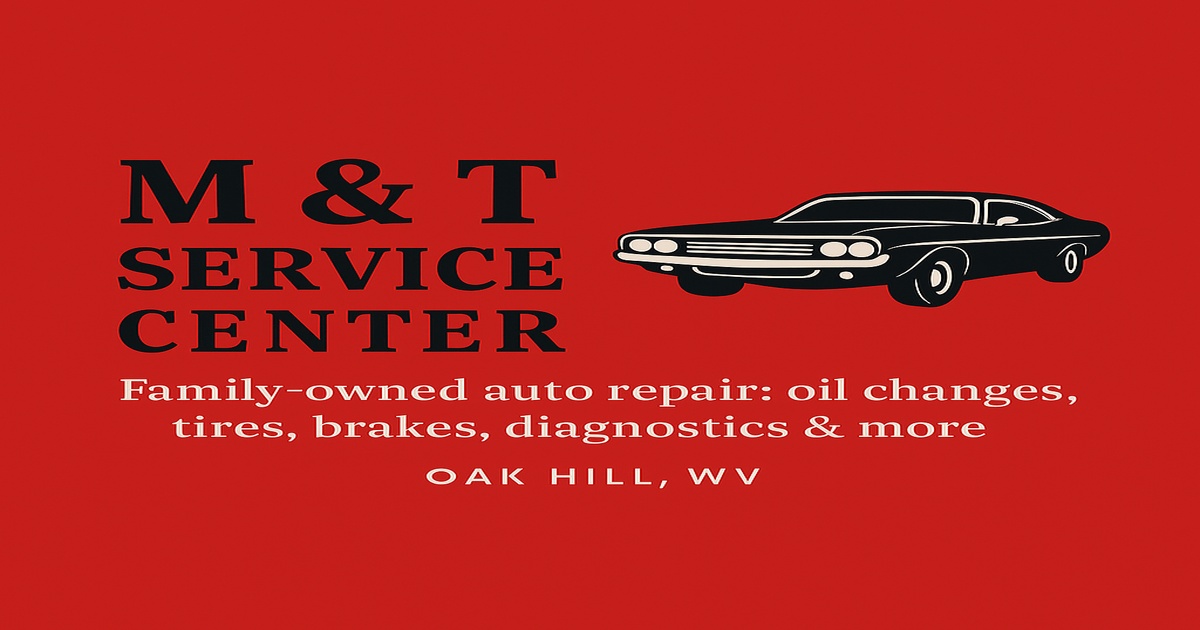 M & T
SERVICE
CENTER
Family-owned auto repair: oil changes,
tires, brakes, diagnostics & more
OAK HILL, WV